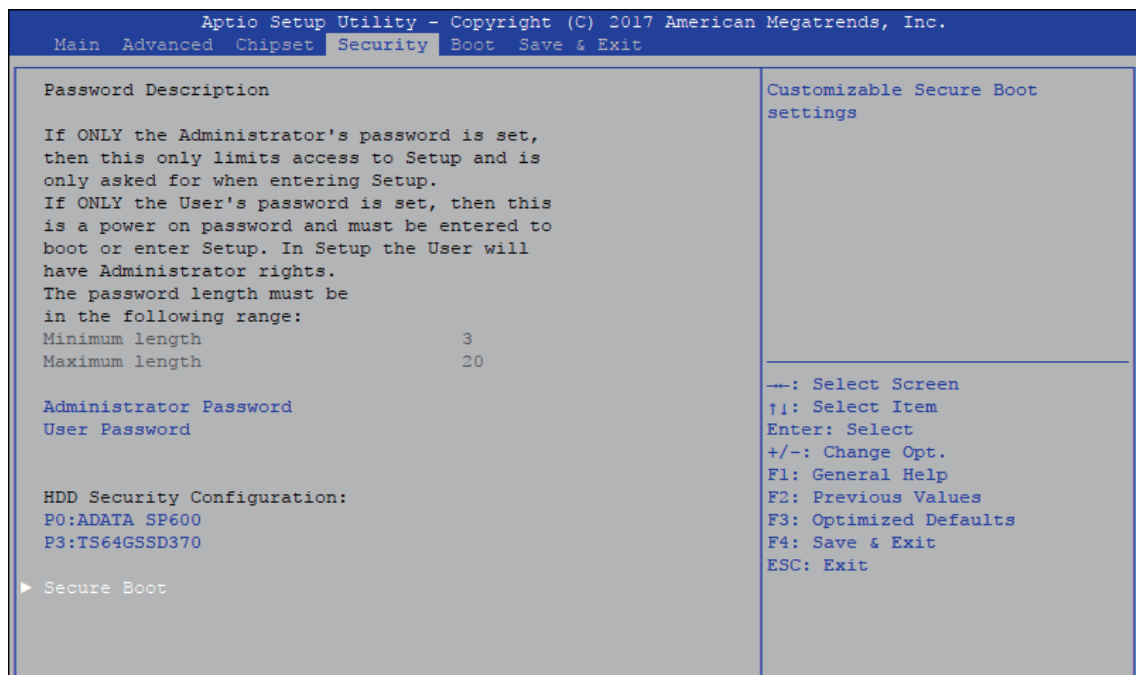 Aptio Setup Utility - Copyright (C) 2017 American Megatrends, Inc.
Main Advanced Chipset Security Boot Save & Exit
Password Description
If ONLY the Administrator's password is set,
then this only limits access to Setup and is
only asked for when entering Setup.
If ONLY the User's password is set, then this
is a power on password and must be entered to
boot or enter Setup. In Setup the User will
have Administrator rights.
The password length must be
in the following range:
Minimum length 3
Maximum length 20
Administrator Password
User Password
HDD Security Configuration:
P0:ADATA SP600
P3:TS64GSSD370
► Secure Boot
Customizable Secure Boot
settings
→←: Select Screen
↑↓: Select Item
Enter: Select
+/-: Change Opt.
F1: General Help
F2: Previous Values
F3: Optimized Defaults
F4: Save & Exit
ESC: Exit